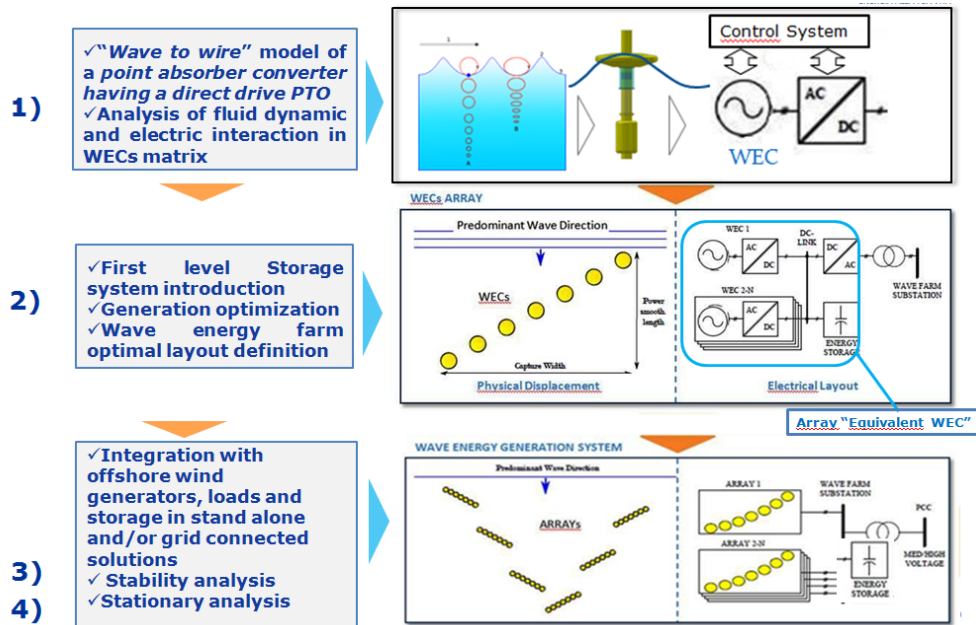 1)
✓"Wave to wire" model of
a point absorber converter
having a direct drive PTO
✓Analysis of fluid dynamic
and electric interaction in
WECs matrix
1
2
3
A
B
Control System
WEC
AC
DC
2)
✓First level Storage
system introduction
✓Generation optimization
✓Wave energy farm
optimal layout definition
WECs ARRAY
Predominant Wave Direction
WECs
Power
smooth
length
Capture Width
Physical Displacement
WEC 1
AC
DC
DC-
LINK
DC
AC
WAVE FARM
SUBSTATION
WEC 2-N
AC
DC
ENERGY
STORAGE
Electrical Layout
Array "Equivalent WEC"
3)
4)
✓Integration with
offshore wind
generators, loads and
storage in stand alone
and/or grid connected
solutions
✓ Stability analysis
✓Stationary analysis
WAVE ENERGY GENERATION SYSTEM
Predominant Wave Direction
ARRAYs
ARRAY 1
WAVE FARM
SUBSTATION
PCC
ARRAY 2-N
MED/HIGH
VOLTAGE
ENERGY
STORAGE